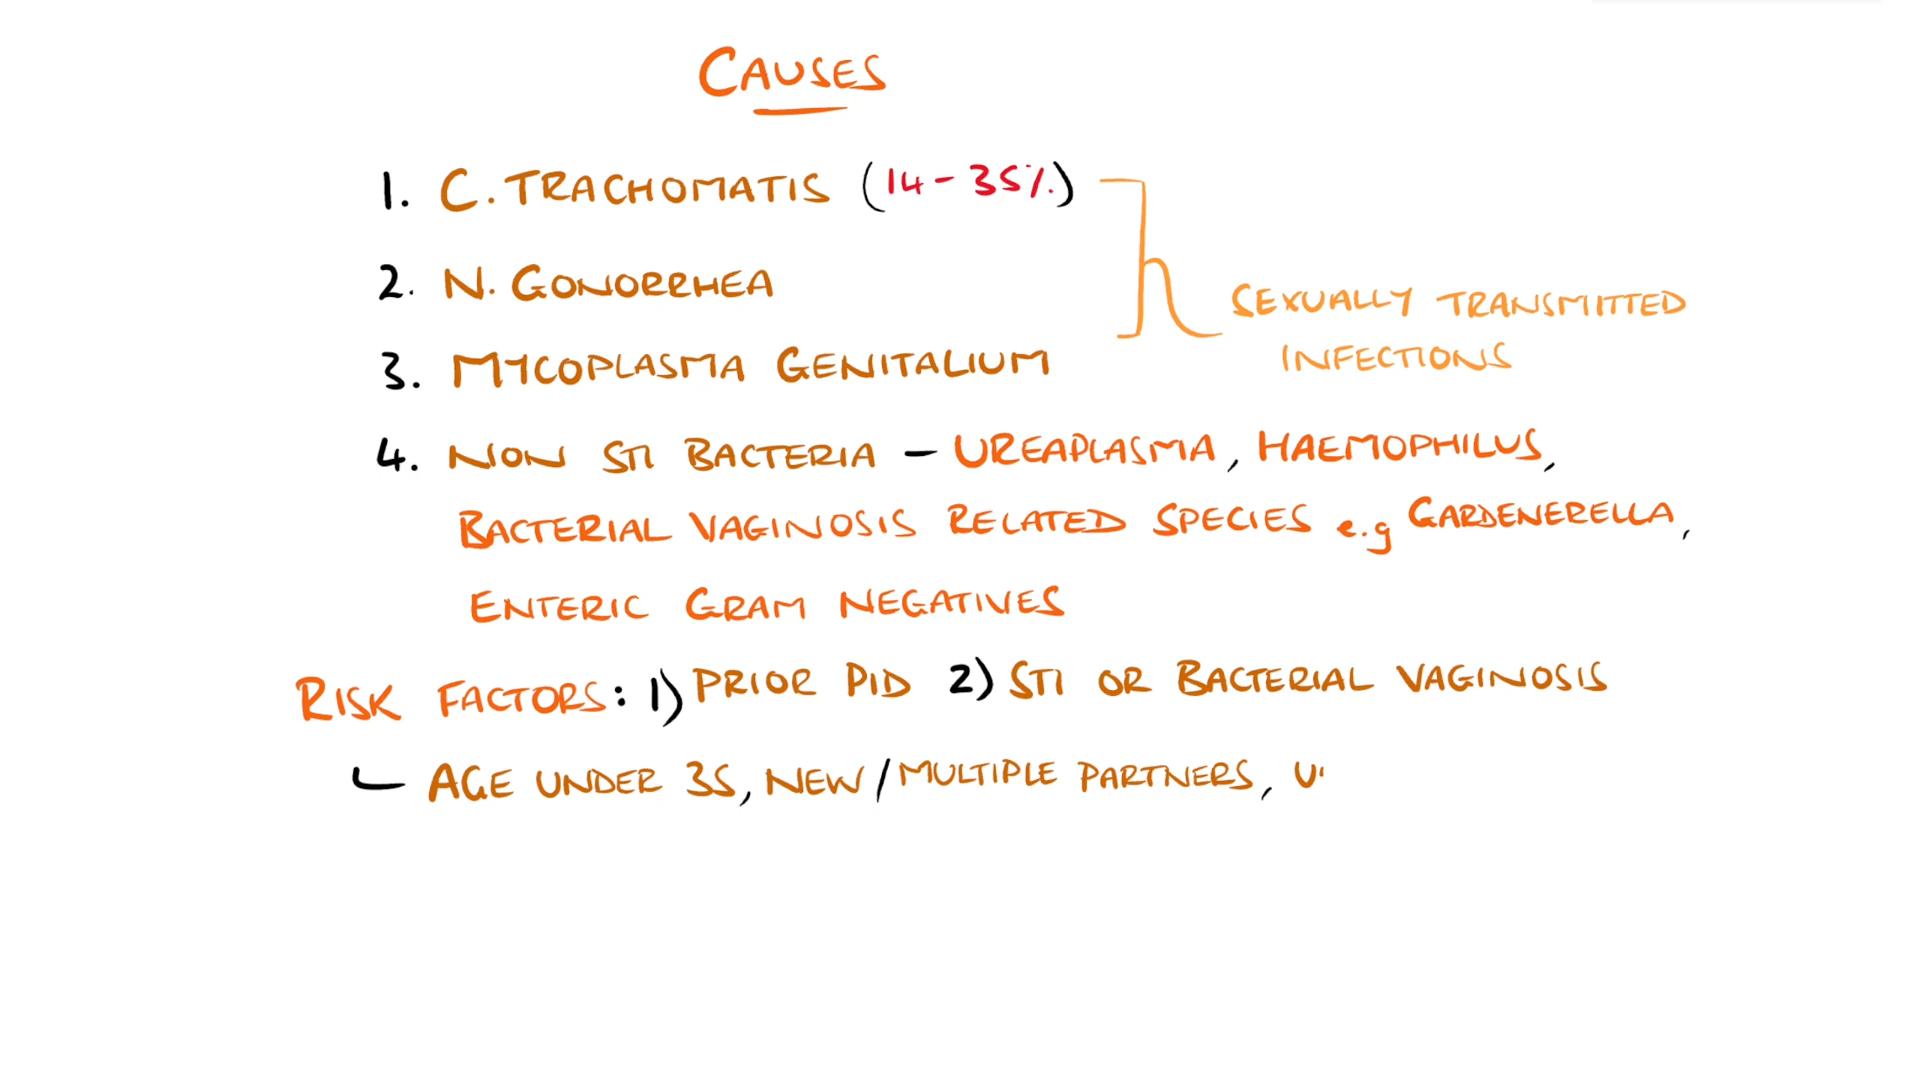 CAUSES
1. C. TRACHOMATIS (14-35%)
2. N. GONORRHEA
3. MYCOPLASMA GENITALIUM
SEXUALLY TRANSMITTED
INFECTIONS
4. NON STI BACTERIA - UREAPLASMA, HAEMOPHILUS,
BACTERIAL VAGINOSIS RELATED SPECIES e.g GARDENERELLA,
ENTERIC GRAM NEGATIVES
RISK FACTORS: 1) PRIOR PID 2) STI OR BACTERIAL VAGINOSIS
AGE UNDER 35, NEW/MULTIPLE PARTNERS,